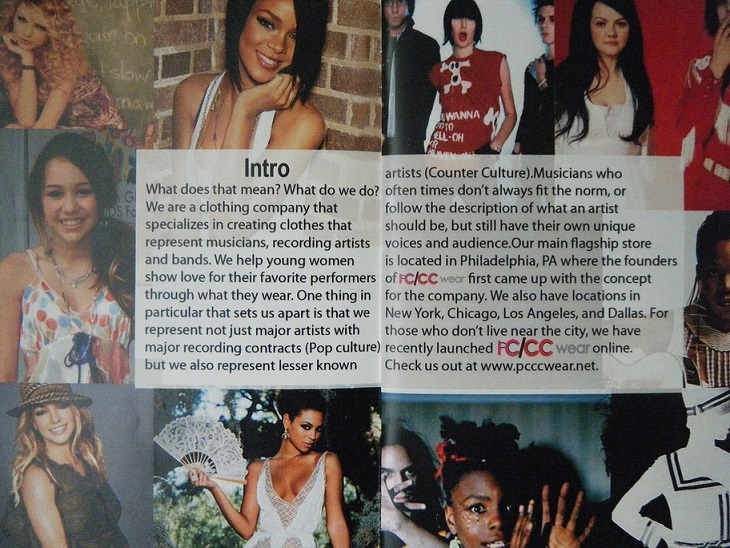 Intro
What does that mean? What do we do?
We are a clothing company that
specializes in creating clothes that
represent musicians, recording artists
and bands. We help young women
show love for their favorite performers
through what they wear. One thing in
particular that sets us apart is that we
represent not just major artists with
major recording contracts (Pop culture)
but we also represent lesser known
artists (Counter Culture).Musicians who
often times don't always fit the norm, or
follow the description of what an artist
should be, but still have their own unique
voices and audience.Our main flagship store
is located in Philadelphia, PA where the founders
of PC/CC wear first came up with the concept
for the company. We also have locations in
New York, Chicago, Los Angeles, and Dallas. For
those who don't live near the city, we have
recently launched PC/CC wear online.
Check us out at www.pcccwear.net.
WANNA
slow